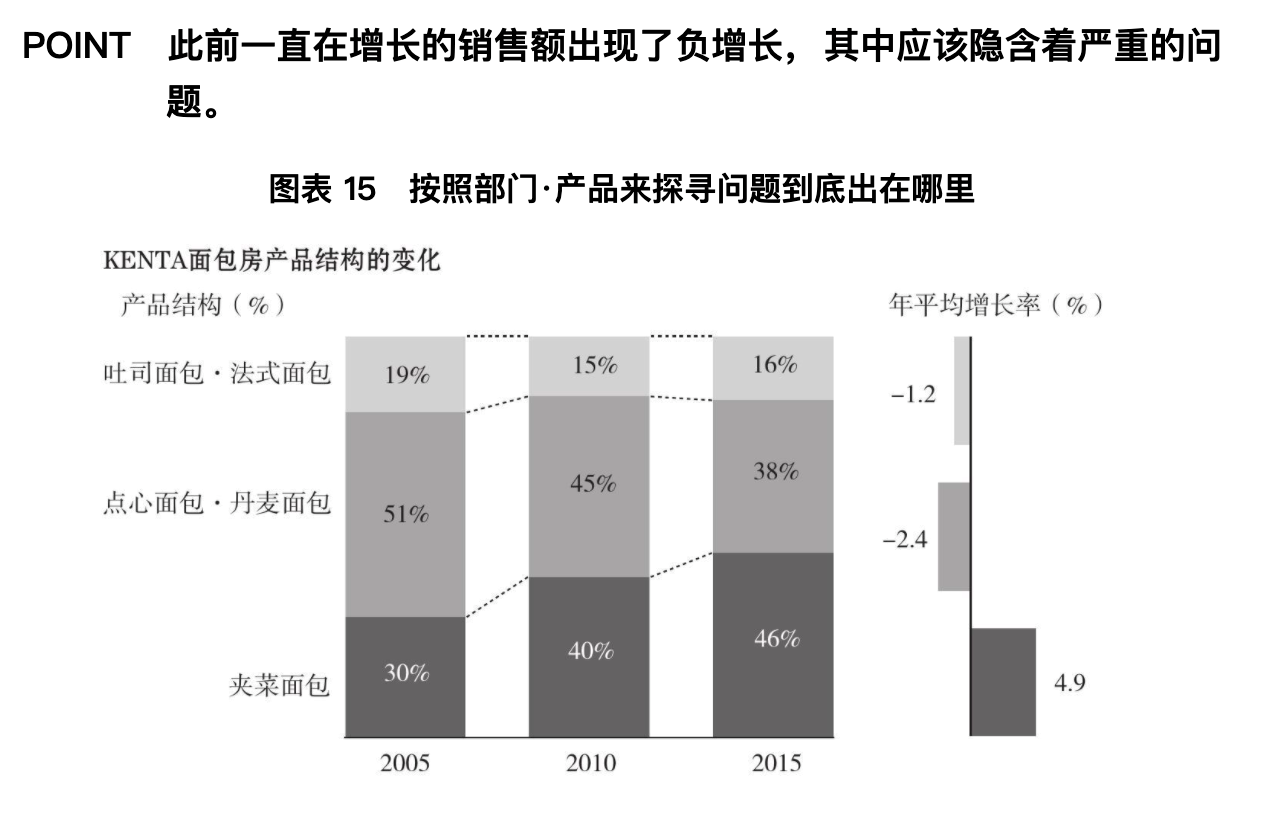 POINT 此前一直在增长的销售额出现了负增长，其中应该隐含着严重的问
题。
图表 15 按照部门·产品来探寻问题到底出在哪里
KENTA面包房产品结构的变化
产品结构（%）
年平均增长率（%）
吐司面包·法式面包
19%
15%
16%
-1.2
点心面包·丹麦面包
51%
45%
38%
-2.4
夹菜面包
30%
40%
46%
4.9
2005
2010
2015